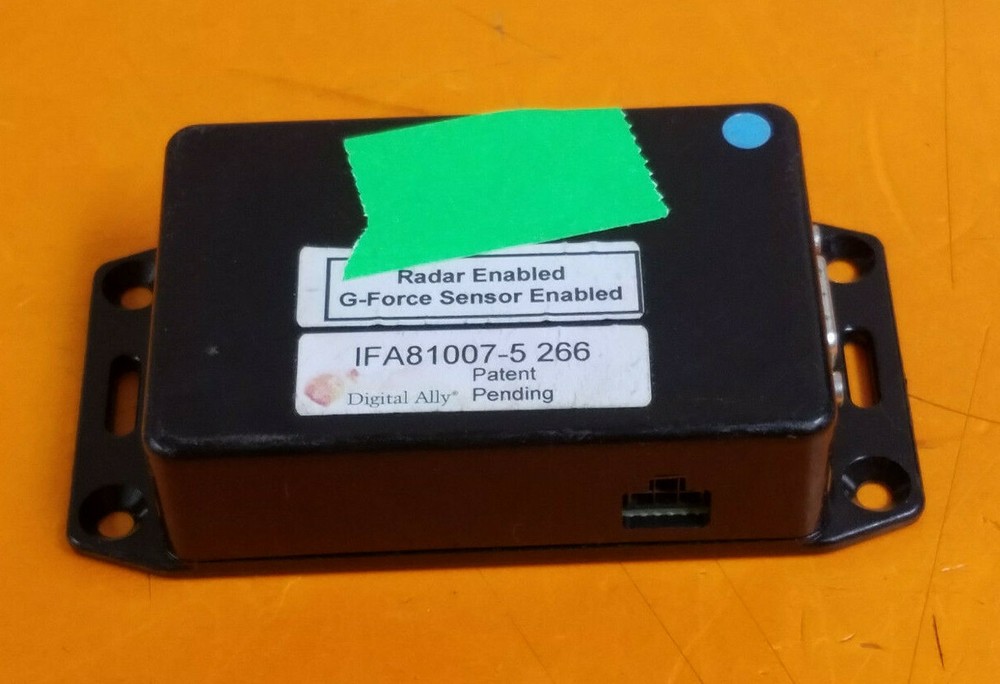 Radar Enabled
G-Force Sensor Enabled
IFA81007-5 266
Patent
Digital Ally® Pending